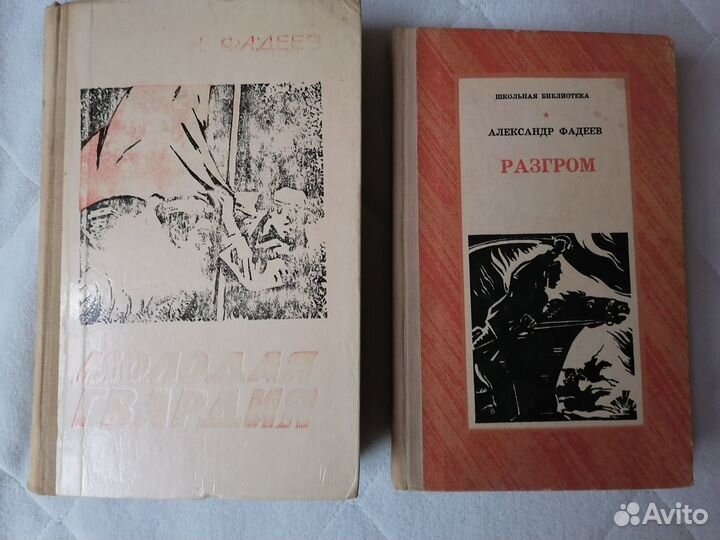 А. ФАДЕЕВ
МОЛОДАЯ
ГВАРДИЯ
ШКОЛЬНАЯ БИБЛИОТЕКА
АЛЕКСАНДР ФАДЕЕВ
РАЗГРОМ
Avito